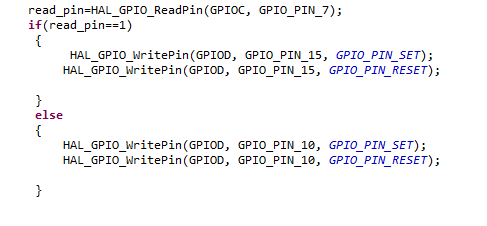 read_pin=HAL_GPIO_ReadPin(GPIOC, GPIO_PIN_7);
if(read_pin==1)
{
HAL_GPIO_WritePin(GPIOD, GPIO_PIN_15, GPIO_PIN_SET);
HAL_GPIO_WritePin(GPIOD, GPIO_PIN_15, GPIO_PIN_RESET);
}
else
{
HAL_GPIO_WritePin(GPIOD, GPIO_PIN_10, GPIO_PIN_SET);
HAL_GPIO_WritePin(GPIOD, GPIO_PIN_10, GPIO_PIN_RESET);
}